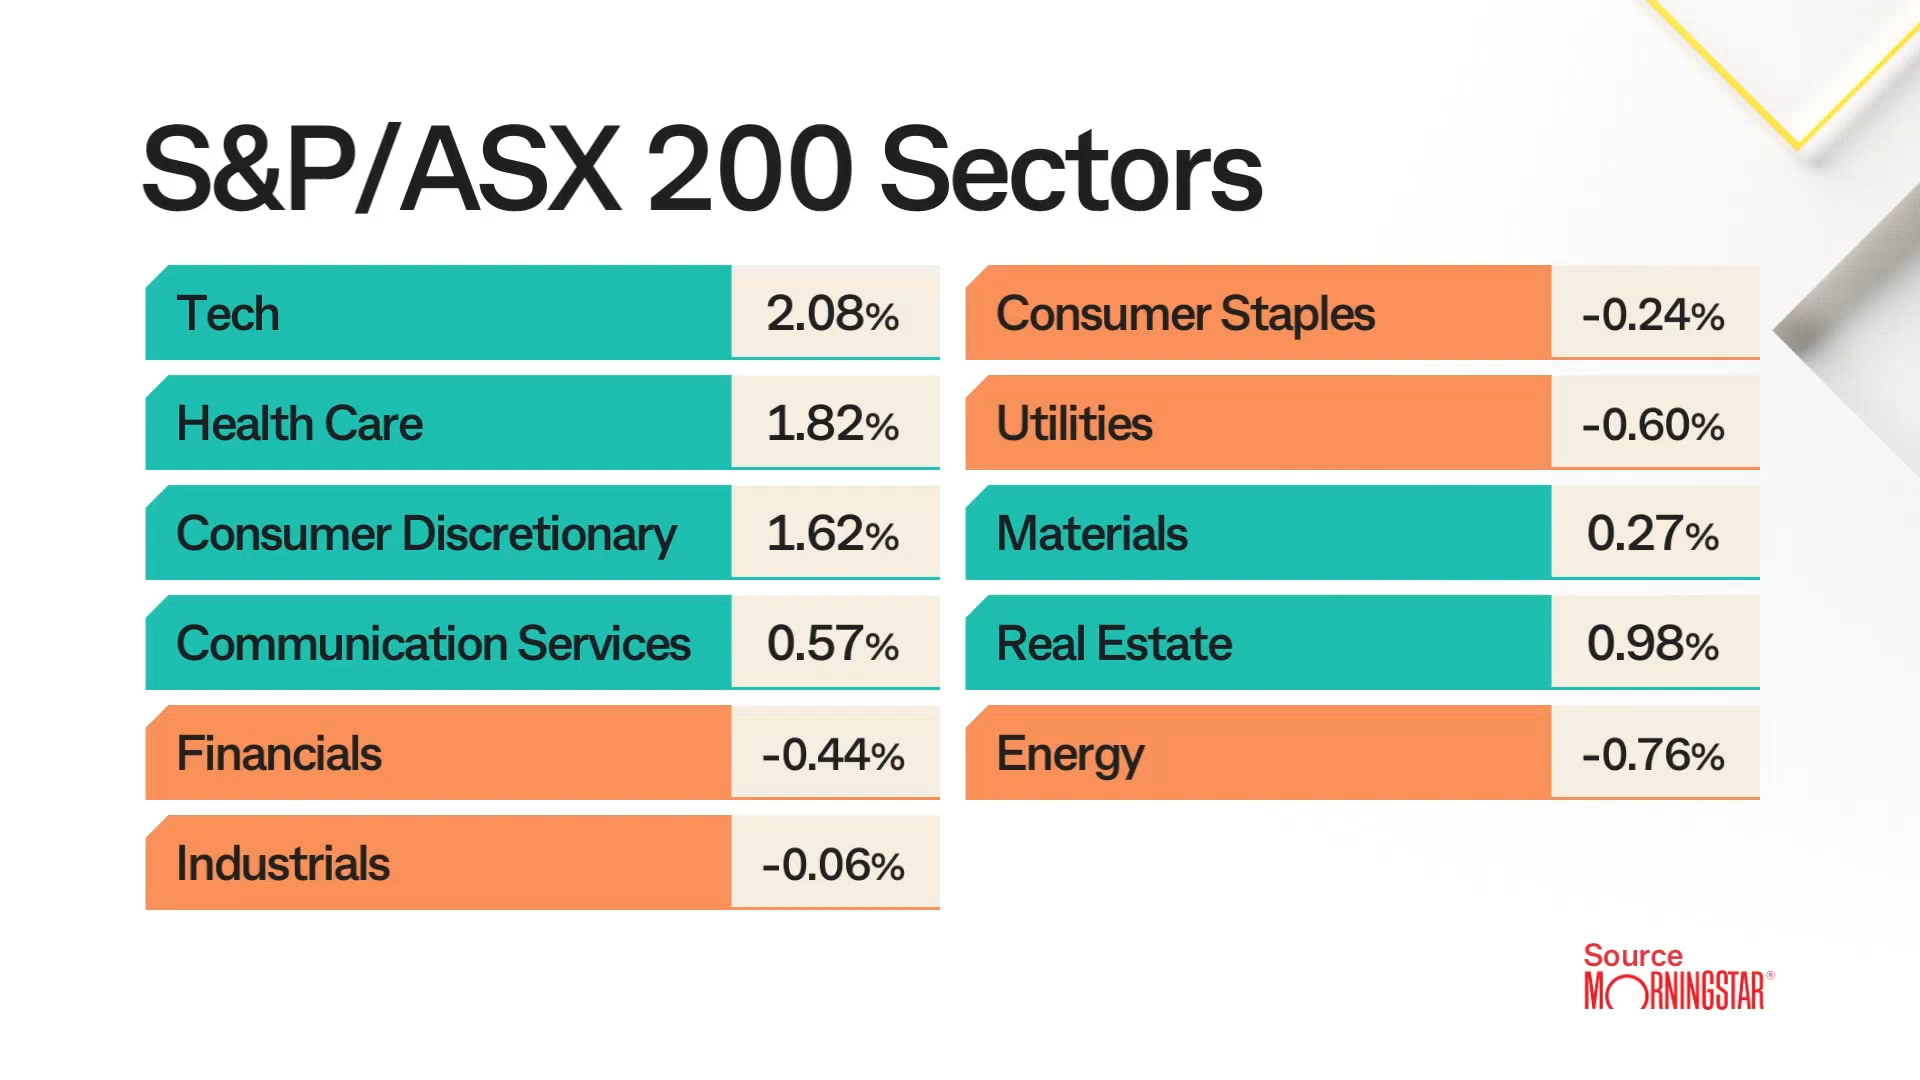 S&P/ASX 200 Sectors
Tech 2.08%
Health Care 1.82%
Consumer Discretionary 1.62%
Communication Services 0.57%
Financials -0.44%
Industrials -0.06%
Consumer Staples -0.24%
Utilities -0.60%
Materials 0.27%
Real Estate 0.98%
Energy -0.76%
Source
MORNINGSTAR®